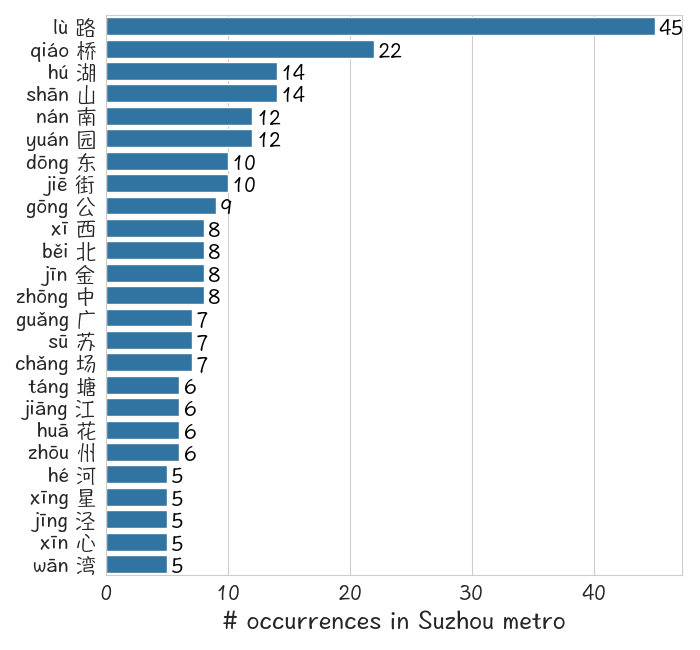 lù 路 45
qiáo 桥 22
hú 湖 14
shān 山 14
nán 南 12
yuán 园 12
dōng 东 10
jiē 街 10
gōng 公 9
xī 西 8
běi 北 8
jīn 金 8
zhōng 中 8
guǎng 广 7
sū 苏 7
chǎng 场 7
táng 塘 6
jiāng 江 6
huā 花 6
zhōu 州 6
hé 河 5
xīng 星 5
jīng 泾 5
xīn 心 5
wān 湾 5
0 10 20 30 40
# occurrences in Suzhou metro